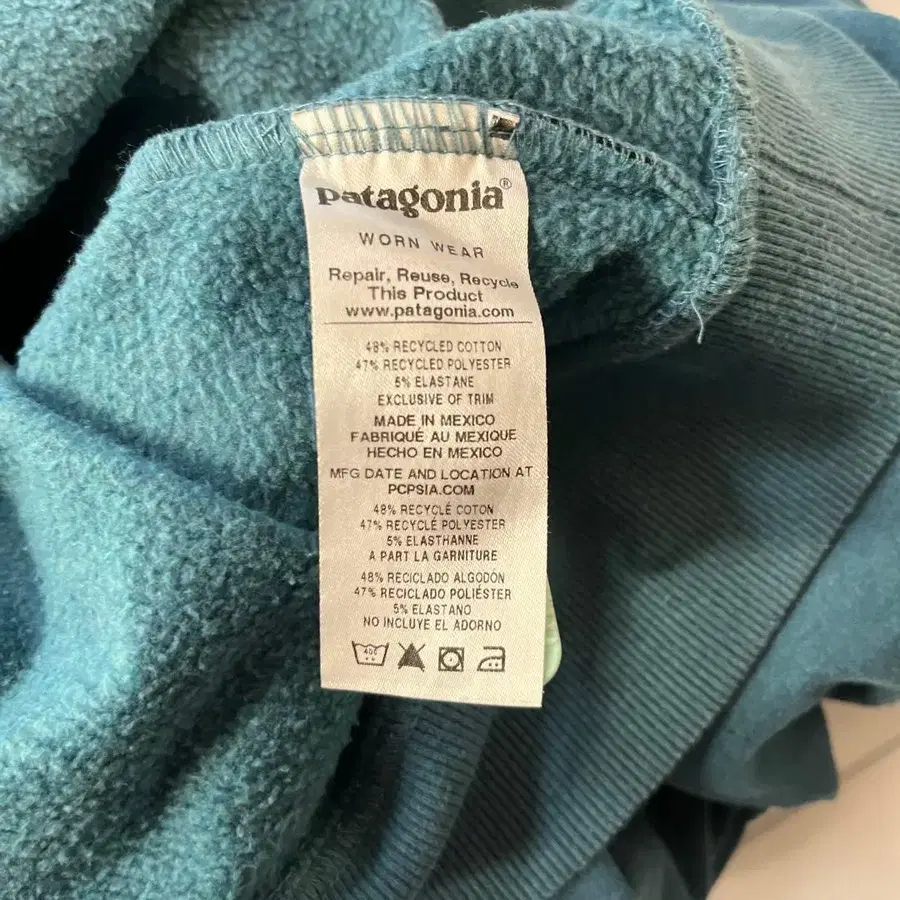 patagonia®
WORN WEAR
Repair, Reuse, Recycle
This Product
www.patagonia.com
48% RECYCLED COTTON
47% RECYCLED POLYESTER
5% ELASTANE
EXCLUSIVE OF TRIM
MADE IN MEXICO
FABRIQUÉ AU MEXIQUE
HECHO EN MEXICO
MFG DATE AND LOCATION AT
PCPSIA.COM
48% RECYCLÉ COTON
47% RECYCLÉ POLYESTER
5% ELASTHANNE
A PART LA GARNITURE
48% RECICLADO ALGODÓN
47% RECICLADO POLIÉSTER
5% ELASTANO
NO INCLUYE EL ADORNO